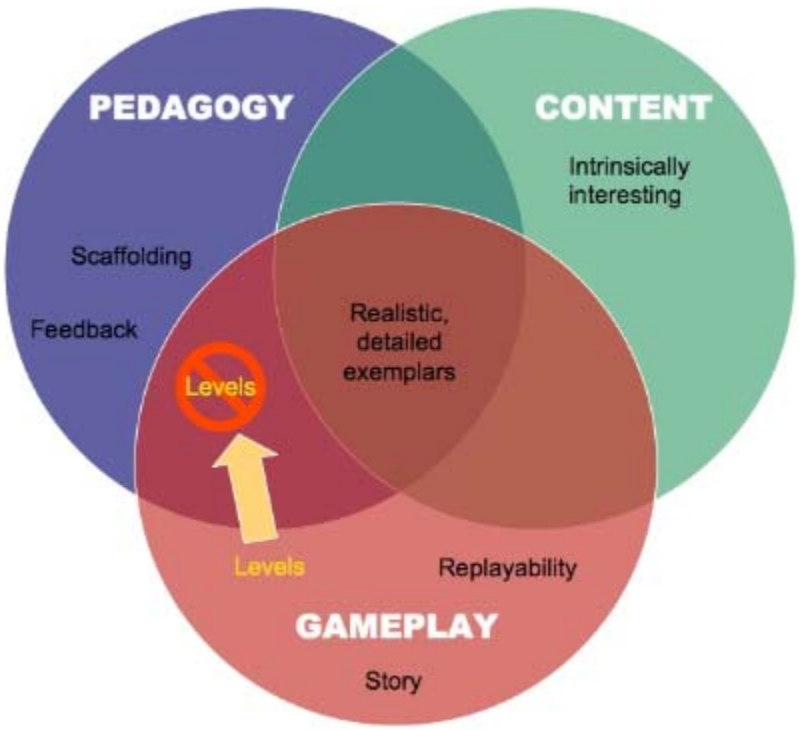 PEDAGOGY
CONTENT
Intrinsically
interesting
Scaffolding
Feedback
Realistic,
detailed
exemplars
Levels
Levels
Replayability
GAMEPLAY
Story